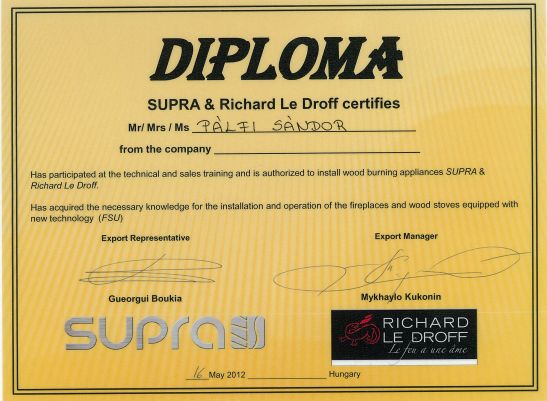 DIPLOMA
SUPRA & Richard Le Droff certifies
Mr/ Mrs / Ms PÀLFI SÀNDOR
from the company
Has participated at the technical and sales training and is authorized to install wood burning appliances SUPRA &
Richard Le Droff.
Has acquired the necessary knowledge for the installation and operation of the fireplaces and wood stoves equipped with
new technology (FSU)
Export Representative
Export Manager
Gueorgui Boukia
Mykhaylo Kukonin
supra
RICHARD
LE DROFF
Le feu a une âme
16 May 2012 Hungary